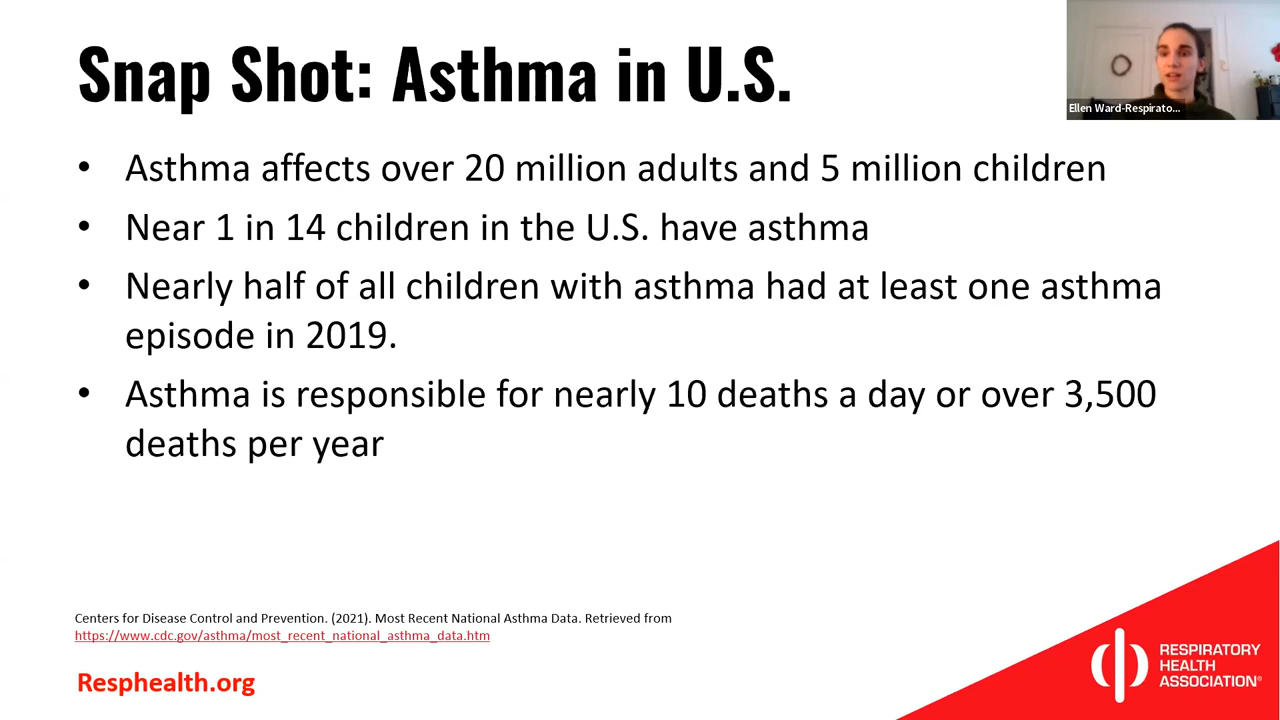 Snap Shot: Asthma in U.S.
Ellen Ward-Respirato...
• Asthma affects over 20 million adults and 5 million children
• Near 1 in 14 children in the U.S. have asthma
• Nearly half of all children with asthma had at least one asthma
episode in 2019.
• Asthma is responsible for nearly 10 deaths a day or over 3,500
deaths per year
Centers for Disease Control and Prevention. (2021). Most Recent National Asthma Data. Retrieved from
https://www.cdc.gov/asthma/most_recent_national_asthma_data.htm
Resphealth.org
RESPIRATORY
HEALTH
ASSOCIATION®